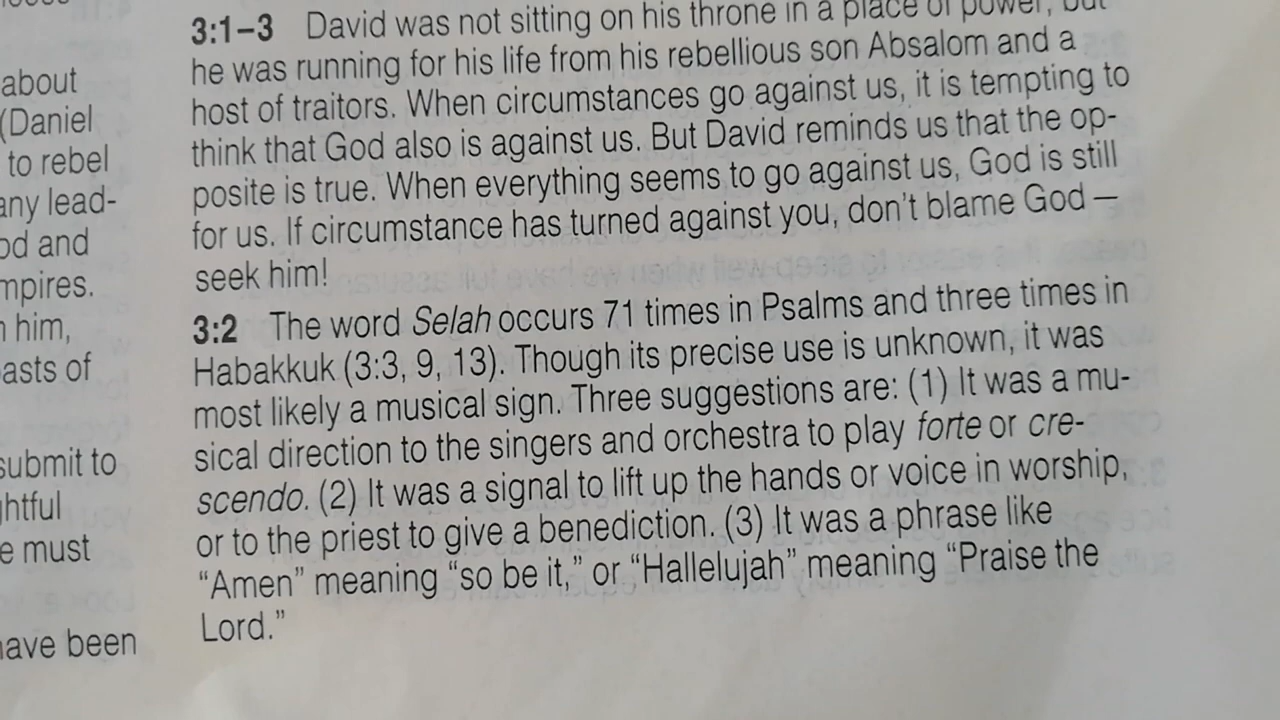 about
(Daniel
to rebel
any lead-
od and
mpires.
him,
asts of
submit to
htful
e must
have been
3:1–3 David was not sitting on his throne in a place of power, but
he was running for his life from his rebellious son Absalom and a
host of traitors. When circumstances go against us, it is tempting to
think that God also is against us. But David reminds us that the op-
posite is true. When everything seems to go against us, God is still
for us. If circumstance has turned against you, don't blame God —
seek him!
3:2 The word Selah occurs 71 times in Psalms and three times in
Habakkuk (3:3, 9, 13). Though its precise use is unknown, it was
most likely a musical sign. Three suggestions are: (1) It was a mu-
sical direction to the singers and orchestra to play forte or cre-
scendo. (2) It was a signal to lift up the hands or voice in worship,
or to the priest to give a benediction. (3) It was a phrase like
“Amen” meaning “so be it,” or “Hallelujah” meaning “Praise the
Lord.”